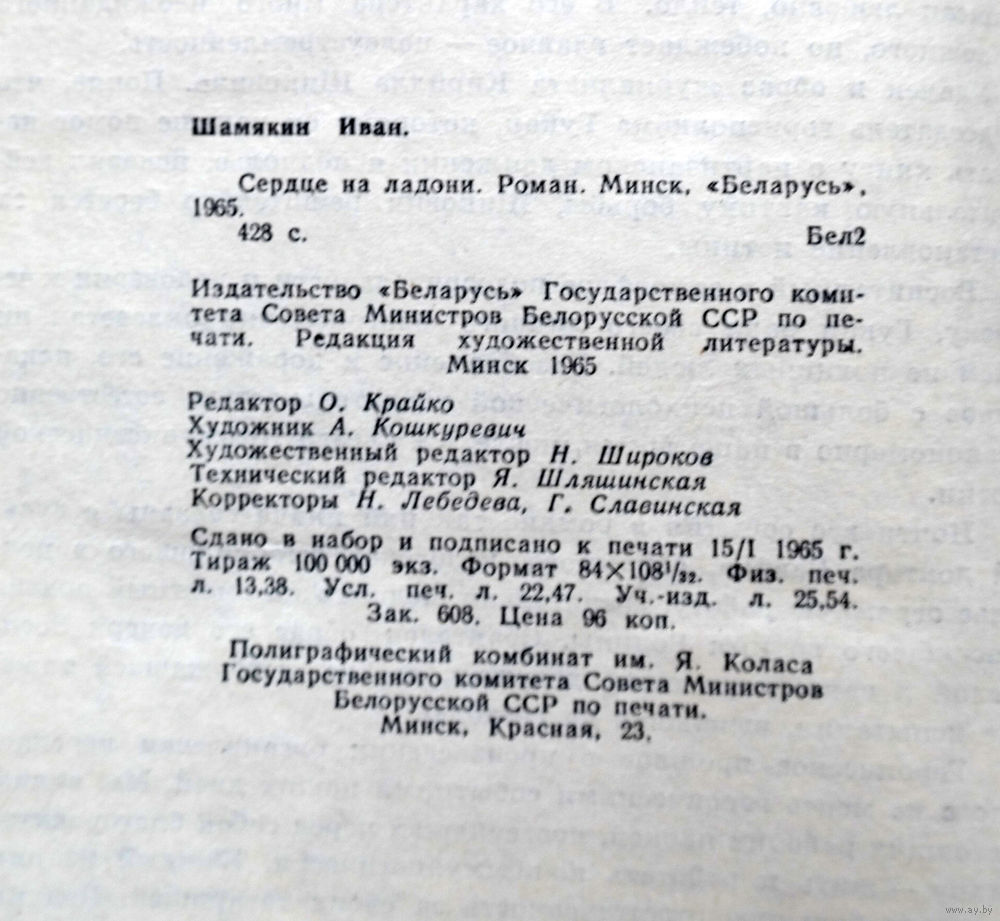 Шамякин Иван.
Сердце на ладони. Роман. Минск, «Беларусь»,
1965.
428 с. Бел2
Издательство «Беларусь» Государственного коми-
тета Совета Министров Белорусской ССР по пе-
чати. Редакция художественной литературы.
Минск 1965
Редактор О. Крайко
Художник А. Кошкуревич
Художественный редактор Н. Широков
Технический редактор Я. Шляшинская
Корректоры Н. Лебедева, Г. Славинская
Сдано в набор и подписано к печати 15/I 1965 г.
Тираж 100 000 экз. Формат 84×108¹/₃₂. Физ. печ.
л. 13,38. Усл. печ. л. 22,47. Уч.-изд. л. 25,54.
Зак. 608. Цена 96 коп.
Полиграфический комбинат им. Я. Коласа
Государственного комитета Совета Министров
Белорусской ССР по печати.
Минск, Красная, 23.
www.ay.by